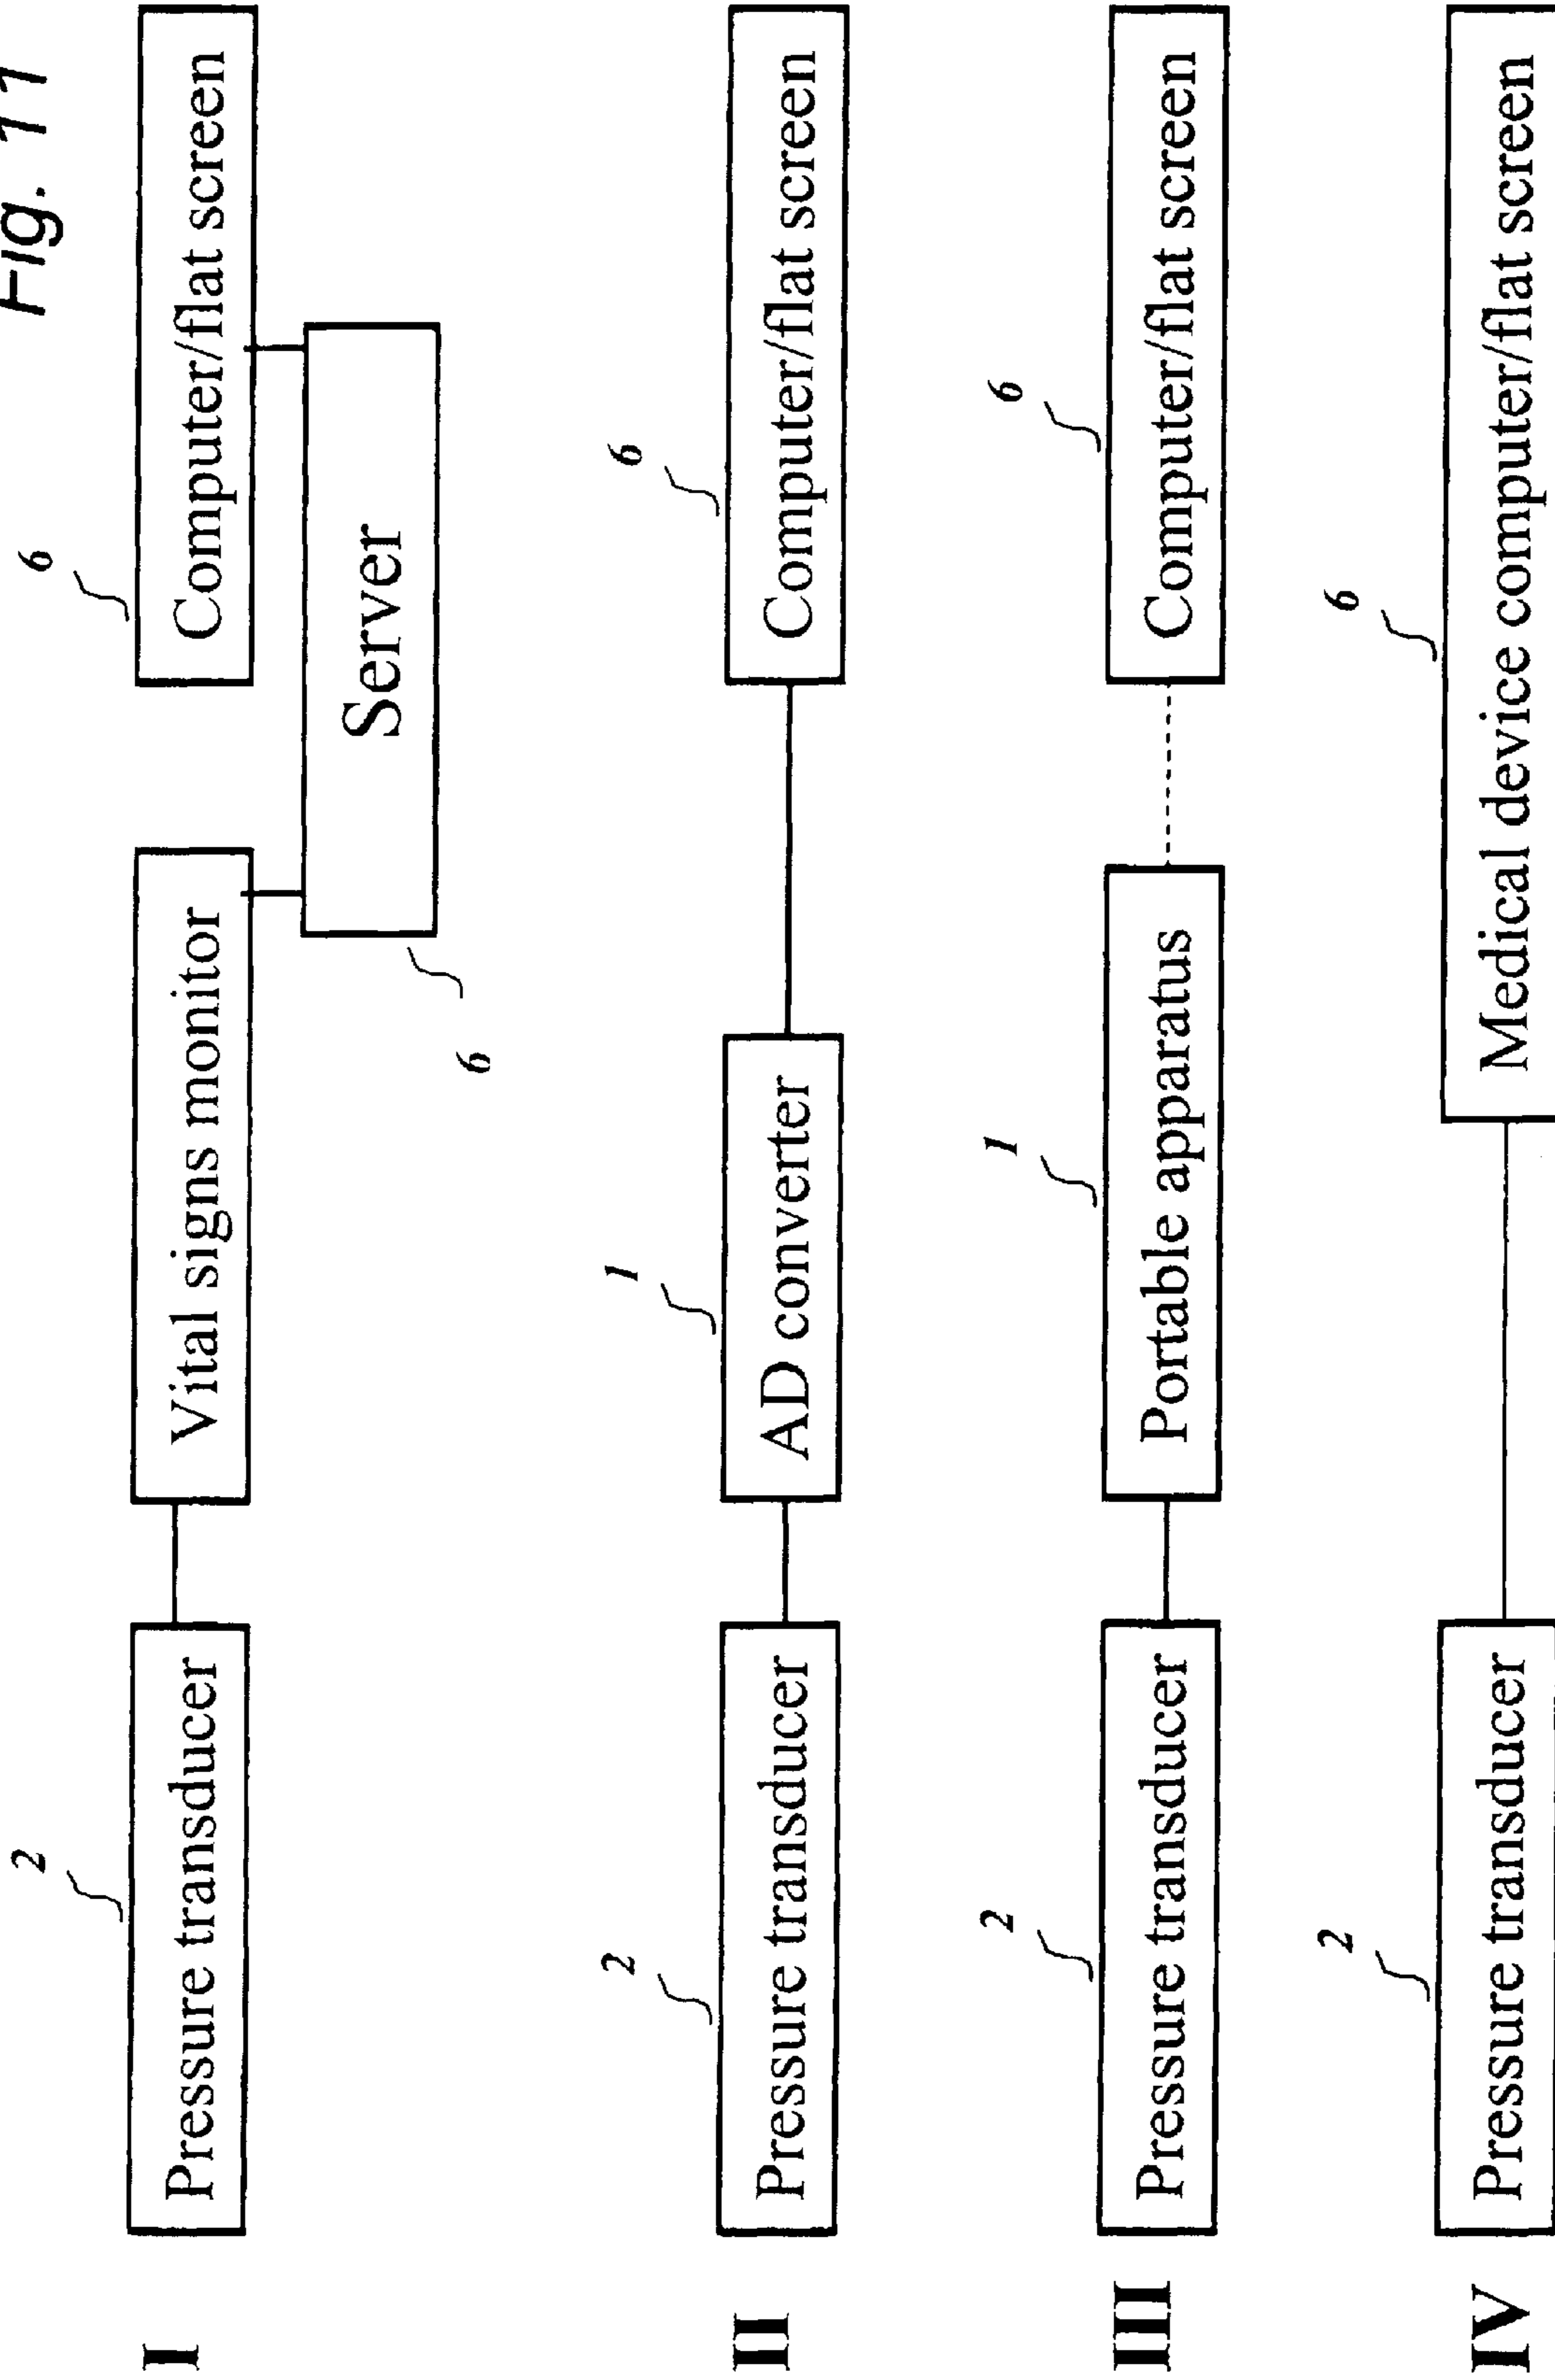 Fig. 11
6
2
I
Pressure transducer
Vital signs monitor
Computer/flat screen
Server
6
2
1
6
II
Pressure transducer
AD converter
Computer/flat screen
2
1
6
III
Pressure transducer
Portable apparatus
Computer/flat screen
2
6
IV
Pressure transducer
Medical device computer/flat screen